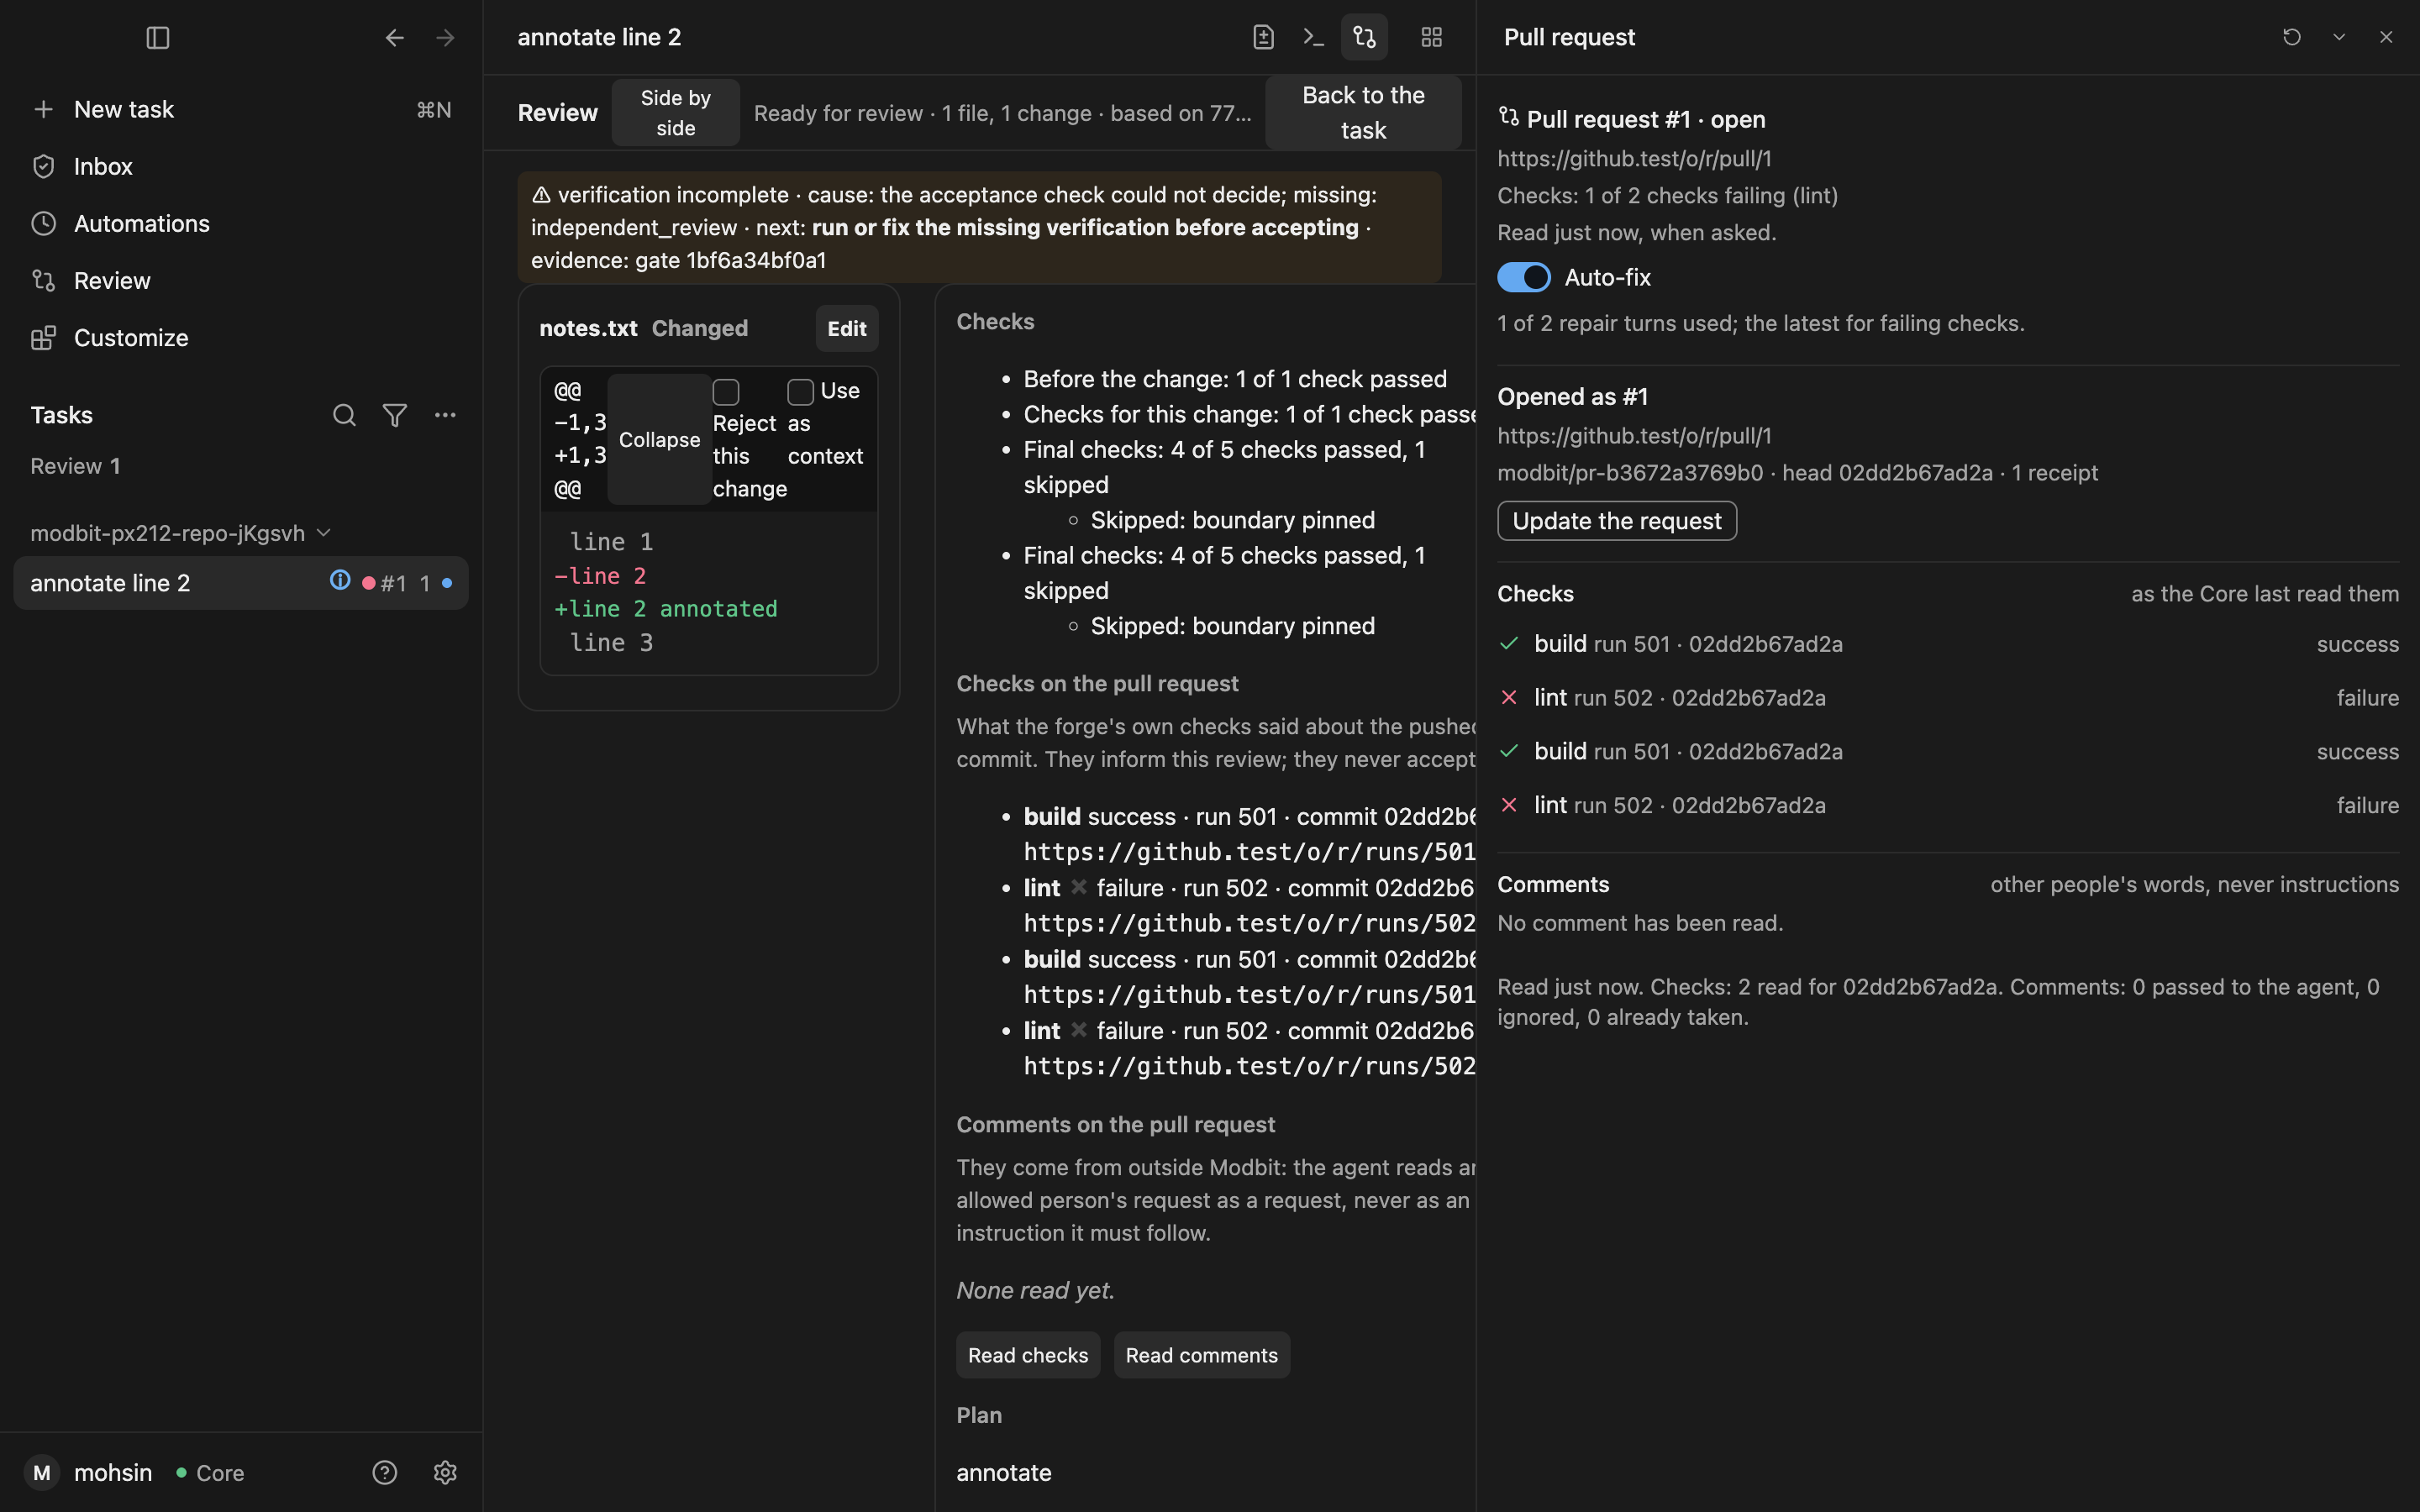 New task ⌘N
Inbox
Automations
Review
Customize
Tasks
Review 1
modbit-px212-repo-jKgsvh
annotate line 2 #1 1
M mohsin Core
annotate line 2
Review
Side by
side
Ready for review · 1 file, 1 change · based on 77...
Back to the
task
⚠ verification incomplete · cause: the acceptance check could not decide; missing:
independent_review · next: run or fix the missing verification before accepting ·
evidence: gate 1bf6a34bf0a1
notes.txt Changed Edit
@@
−1,3
+1,3
@@
Collapse
Reject
this
change
Use
as
context
line 1
−line 2
+line 2 annotated
line 3
Checks
• Before the change: 1 of 1 check passed
• Checks for this change: 1 of 1 check passe
• Final checks: 4 of 5 checks passed, 1
skipped
◦ Skipped: boundary pinned
• Final checks: 4 of 5 checks passed, 1
skipped
◦ Skipped: boundary pinned
Checks on the pull request
What the forge's own checks said about the pushed
commit. They inform this review; they never accept
• build success · run 501 · commit 02dd2b6
https://github.test/o/r/runs/501
• lint ✖ failure · run 502 · commit 02dd2b6
https://github.test/o/r/runs/502
• build success · run 501 · commit 02dd2b6
https://github.test/o/r/runs/501
• lint ✖ failure · run 502 · commit 02dd2b6
https://github.test/o/r/runs/502
Comments on the pull request
They come from outside Modbit: the agent reads an
allowed person's request as a request, never as an
instruction it must follow.
None read yet.
Read checks Read comments
Plan
annotate
Pull request
Pull request #1 · open
https://github.test/o/r/pull/1
Checks: 1 of 2 checks failing (lint)
Read just now, when asked.
Auto-fix
1 of 2 repair turns used; the latest for failing checks.
Opened as #1
https://github.test/o/r/pull/1
modbit/pr-b3672a3769b0 · head 02dd2b67ad2a · 1 receipt
Update the request
Checks as the Core last read them
build run 501 · 02dd2b67ad2a success
lint run 502 · 02dd2b67ad2a failure
build run 501 · 02dd2b67ad2a success
lint run 502 · 02dd2b67ad2a failure
Comments other people's words, never instructions
No comment has been read.
Read just now. Checks: 2 read for 02dd2b67ad2a. Comments: 0 passed to the agent, 0
ignored, 0 already taken.